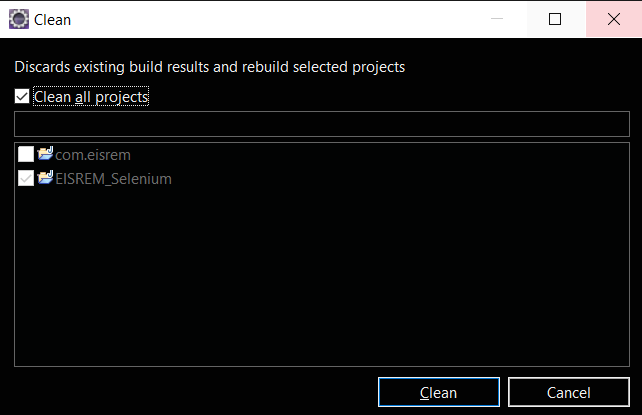 Clean
Discards existing build results and rebuild selected projects
Clean all projects
com.eisrem
EISREM_Selenium
Clean
Cancel